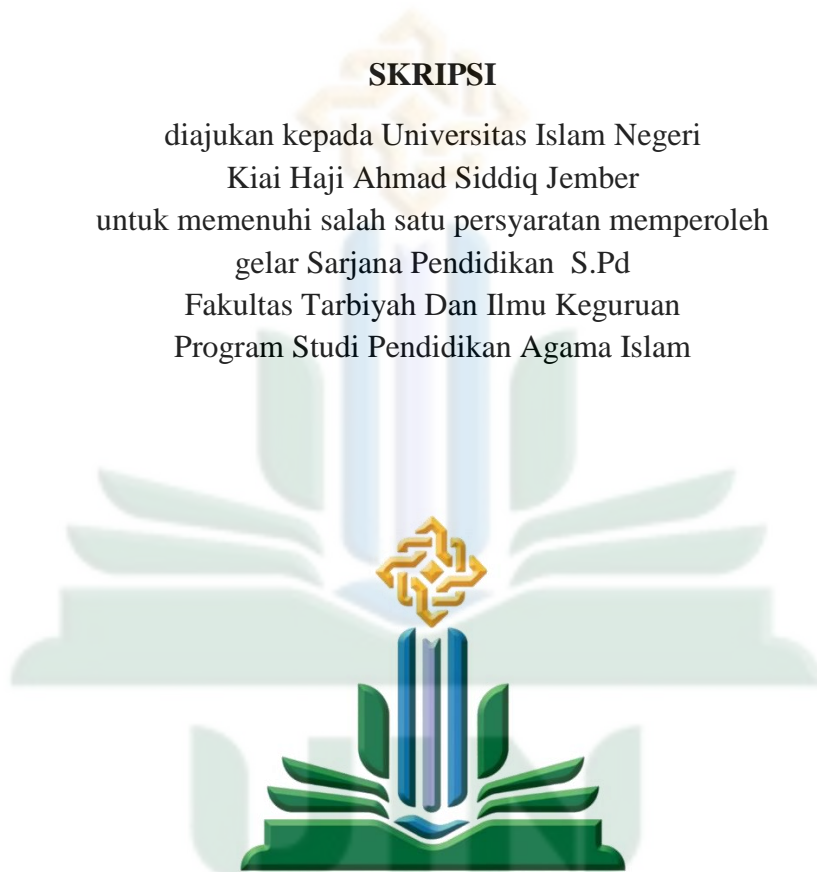 SKRIPSI
diajukan kepada Universitas Islam Negeri
Kiai Haji Ahmad Siddiq Jember
untuk memenuhi salah satu persyaratan memperoleh
gelar Sarjana Pendidikan  S.Pd
Fakultas Tarbiyah Dan Ilmu Keguruan
Program Studi Pendidikan Agama Islam
UIN